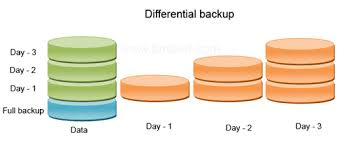 Differential backup
Day - 3
Day - 2
Day - 1
Full backup
Data
Day - 1
Day - 2
Day - 3